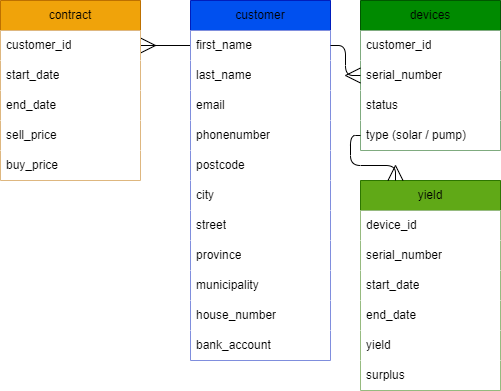 contract
customer_id
start_date
end_date
sell_price
buy_price
customer
first_name
last_name
email
phonenumber
postcode
city
street
province
municipality
house_number
bank_account
devices
customer_id
serial_number
status
type (solar / pump)
yield
device_id
serial_number
start_date
end_date
yield
surplus